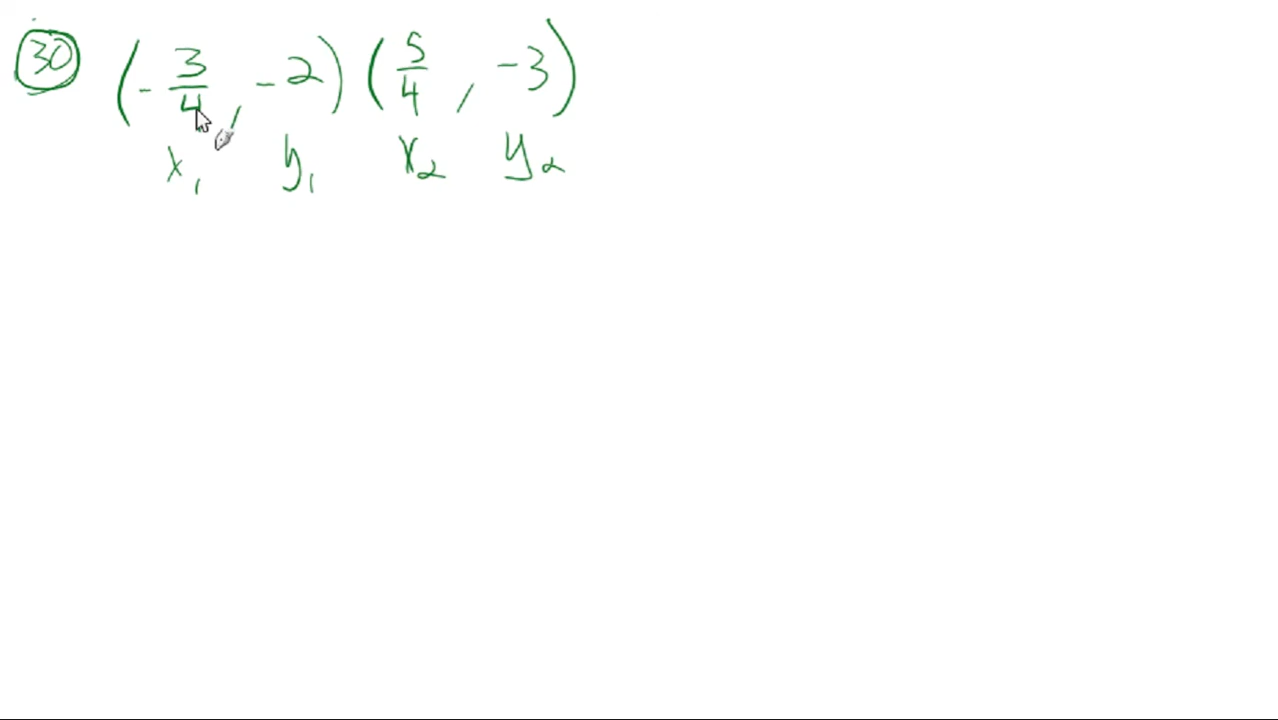 30 (-3/4, -2) (5/4, -3)
x₁ y₁ x₂ y₂